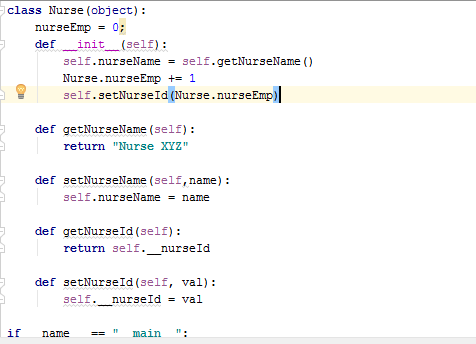 class Nurse(object):
    nurseEmp = 0;
    def __init__(self):
        self.nurseName = self.getNurseName()
        Nurse.nurseEmp += 1
        self.setNurseId(Nurse.nurseEmp)
    def getNurseName(self):
        return "Nurse XYZ"
    def setNurseName(self,name):
        self.nurseName = name
    def getNurseId(self):
        return self.__nurseId
    def setNurseId(self, val):
        self.__nurseId = val
if __name__ == "__main__":